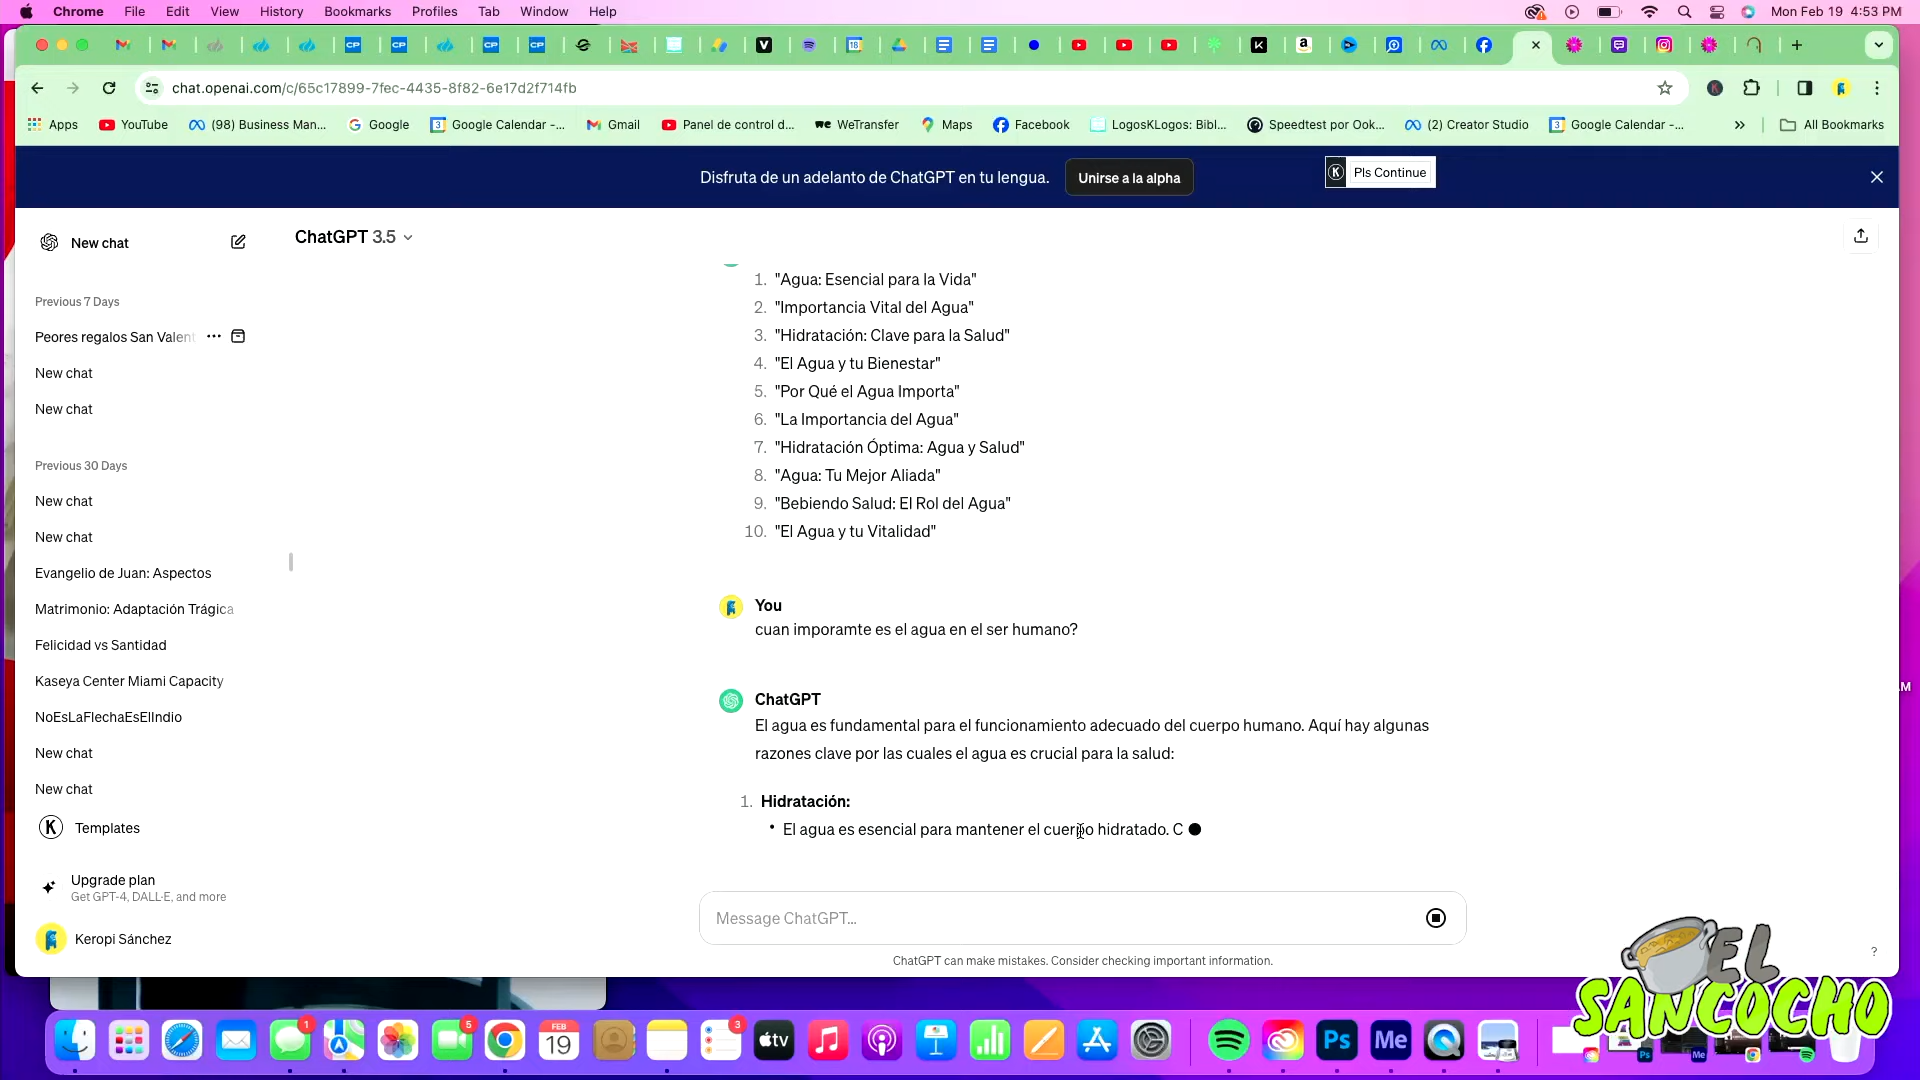 Chrome File Edit View History Bookmarks Profiles Tab Window Help Mon Feb 19 4:53 PM
chat.openai.com/c/65c17899-7fec-4435-8f82-6e17d2f714fb
Apps YouTube (98) Business Man... Google Google Calendar -... Gmail Panel de control d... WeTransfer Maps Facebook LogosKLogos: Bibl... Speedtest por Ook... (2) Creator Studio Google Calendar -... » All Bookmarks
Disfruta de un adelanto de ChatGPT en tu lengua. Unirse a la alpha
K Pls Continue
New chat
ChatGPT 3.5
Previous 7 Days
Peores regalos San Valent
New chat
New chat
Previous 30 Days
New chat
New chat
Evangelio de Juan: Aspectos
Matrimonio: Adaptación Trágica
Felicidad vs Santidad
Kaseya Center Miami Capacity
NoEsLaFlechaEsElIndio
New chat
New chat
K Templates
Upgrade plan
Get GPT-4, DALL·E, and more
Keropi Sánchez
1. "Agua: Esencial para la Vida"
2. "Importancia Vital del Agua"
3. "Hidratación: Clave para la Salud"
4. "El Agua y tu Bienestar"
5. "Por Qué el Agua Importa"
6. "La Importancia del Agua"
7. "Hidratación Óptima: Agua y Salud"
8. "Agua: Tu Mejor Aliada"
9. "Bebiendo Salud: El Rol del Agua"
10. "El Agua y tu Vitalidad"
You
cuan imporamte es el agua en el ser humano?
ChatGPT
El agua es fundamental para el funcionamiento adecuado del cuerpo humano. Aquí hay algunas
razones clave por las cuales el agua es crucial para la salud:
1. Hidratación:
• El agua es esencial para mantener el cuerpo hidratado. C
Message ChatGPT...
ChatGPT can make mistakes. Consider checking important information.
?
EL
SANCOCHO
1 5 FEB 19 3 tv Ps Me